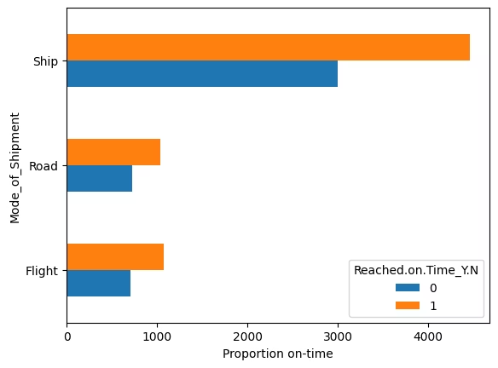 Ship
Road
Flight
Mode_of_Shipment
0
1000
2000
3000
4000
Proportion on-time
Reached.on.Time_Y.N
0
1